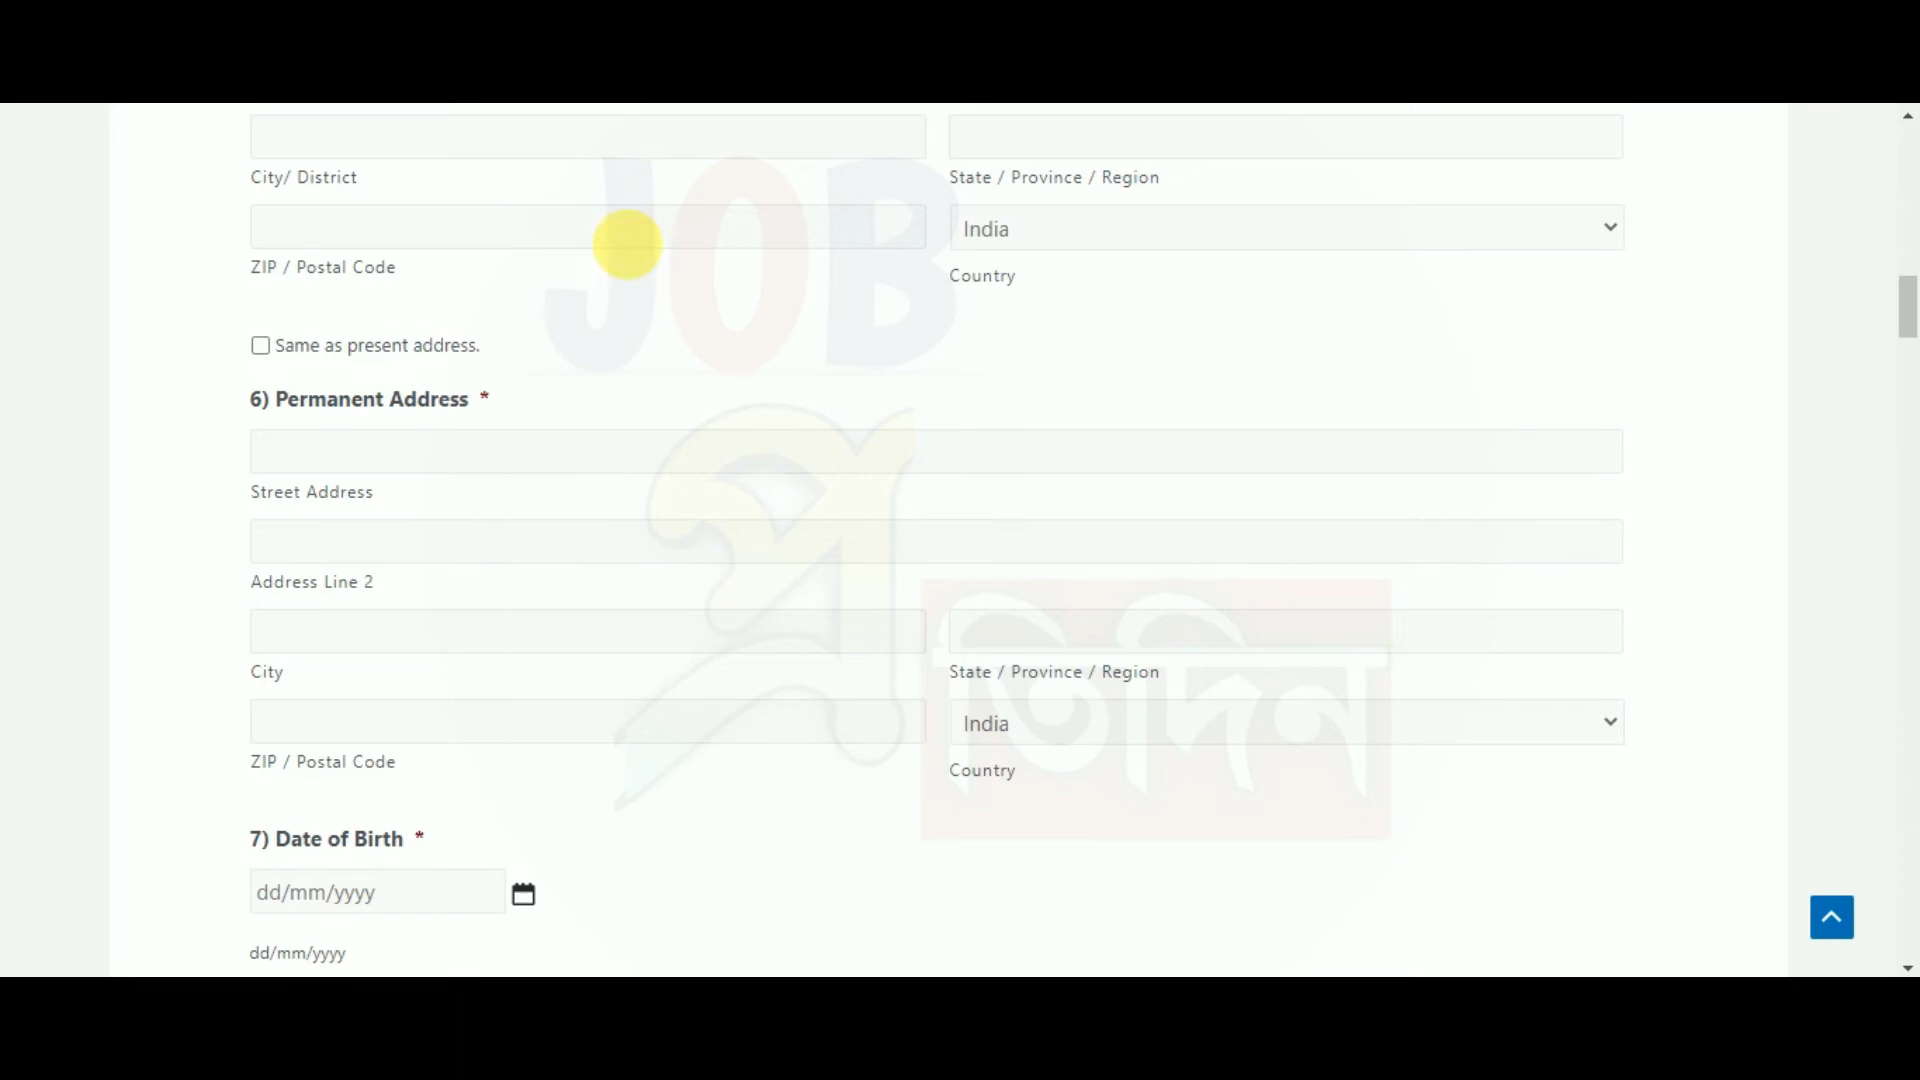 City/ District
State / Province / Region
India
ZIP / Postal Code
Country
Same as present address.
6) Permanent Address *
Street Address
Address Line 2
City
State / Province / Region
India
ZIP / Postal Code
Country
7) Date of Birth *
dd/mm/yyyy
dd/mm/yyyy
JOB
প্রতিদিন